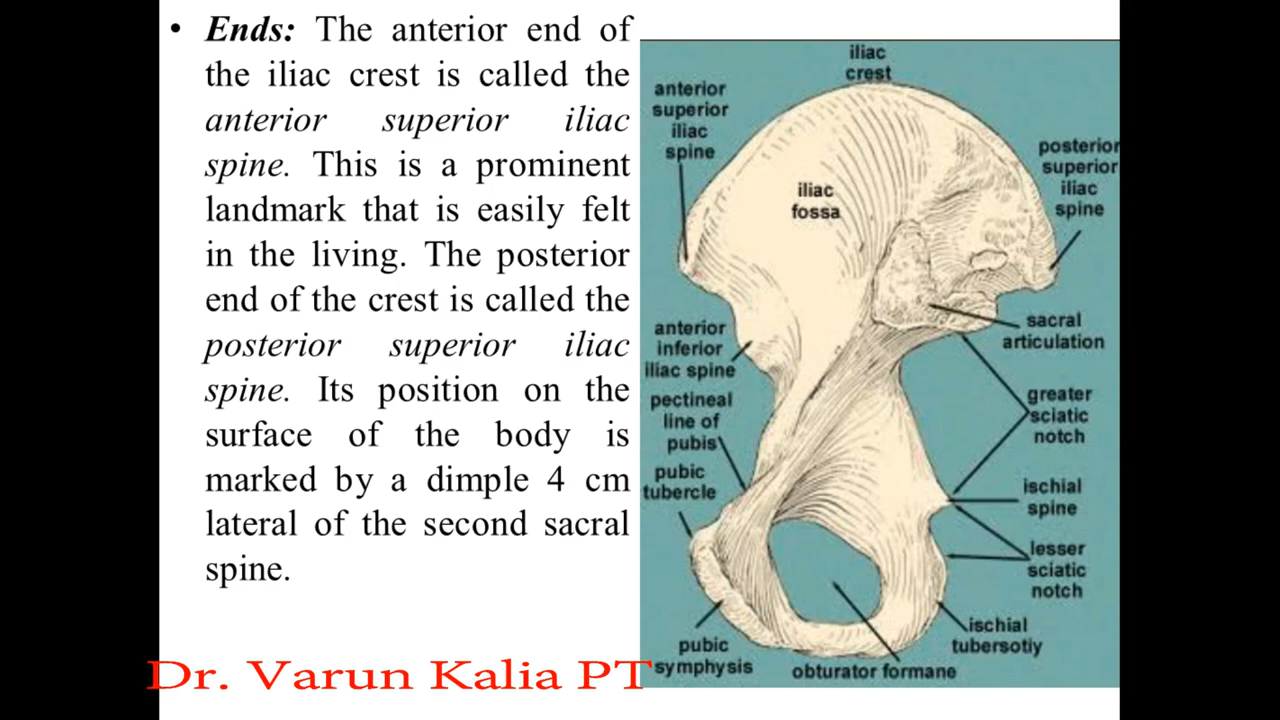 • Ends: The anterior end of
the iliac crest is called the
anterior superior iliac
spine. This is a prominent
landmark that is easily felt
in the living. The posterior
end of the crest is called the
posterior superior iliac
spine. Its position on the
surface of the body is
marked by a dimple 4 cm
lateral of the second sacral
spine.
Dr. Varun Kalia PT
iliac
crest
anterior
superior
iliac
spine
posterior
superior
iliac
spine
iliac
fossa
sacral
articulation
anterior
inferior
iliac spine
greater
sciatic
notch
pectineal
line of
pubis
pubic
tubercle
ischial
spine
lesser
sciatic
notch
ischial
tubersotiy
pubic
symphysis
obturator formane